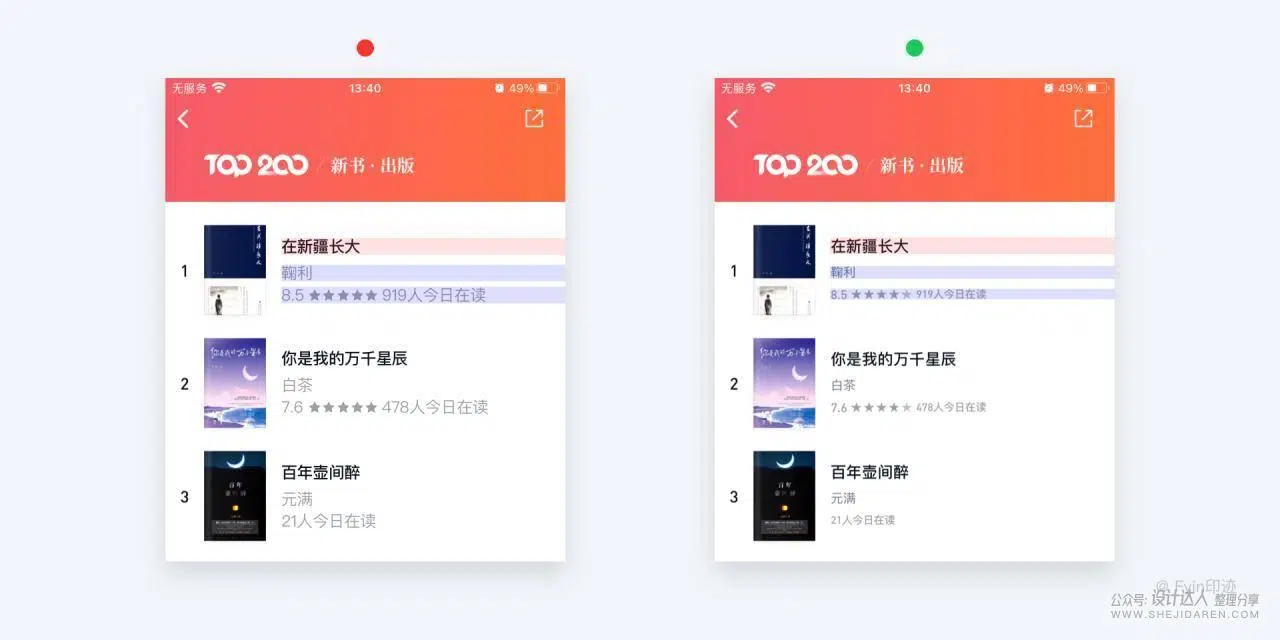 无服务 13:40 49%
TOP 200 / 新书·出版
1
在新疆长大
鞠利
8.5 ★★★★★ 919人今日在读
2
你是我的万千星辰
白茶
7.6 ★★★★★ 478人今日在读
3
百年壶间醉
元满
21人今日在读
无服务 13:40 49%
TOP 200 / 新书·出版
1
在新疆长大
鞠利
8.5 ★★★★★ 919人今日在读
2
你是我的万千星辰
白茶
7.6 ★★★★★ 478人今日在读
3
百年壶间醉
元满
21人今日在读
@ Evin印迹
公众号: 设计达人 整理分享
WWW.SHEJIDAREN.COM